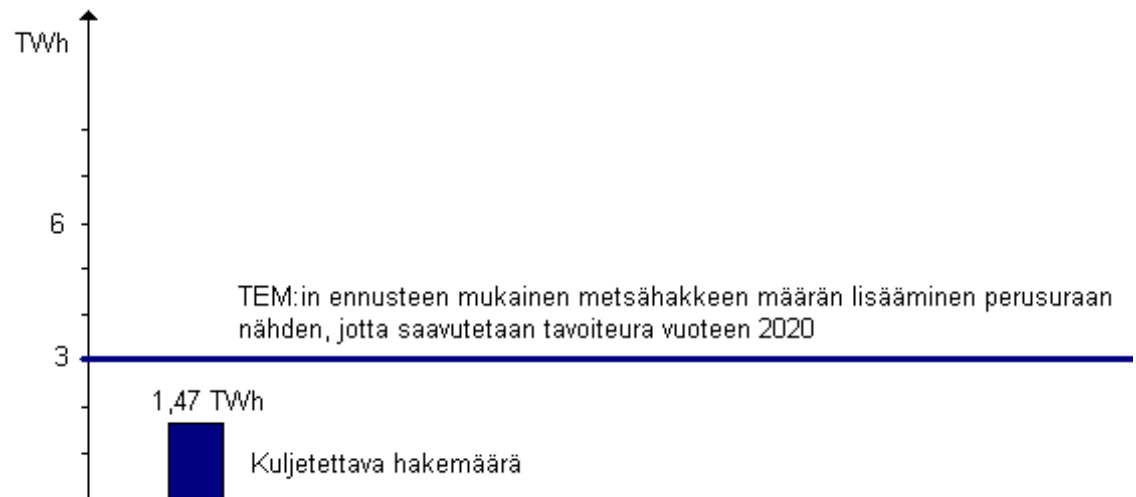 TWh
6
TEM:in ennusteen mukainen metsähakkeen määrän lisääminen perusuraan
nähden, jotta saavutetaan tavoiteura vuoteen 2020
3
1,47 TWh
Kuljetettava hakemäärä